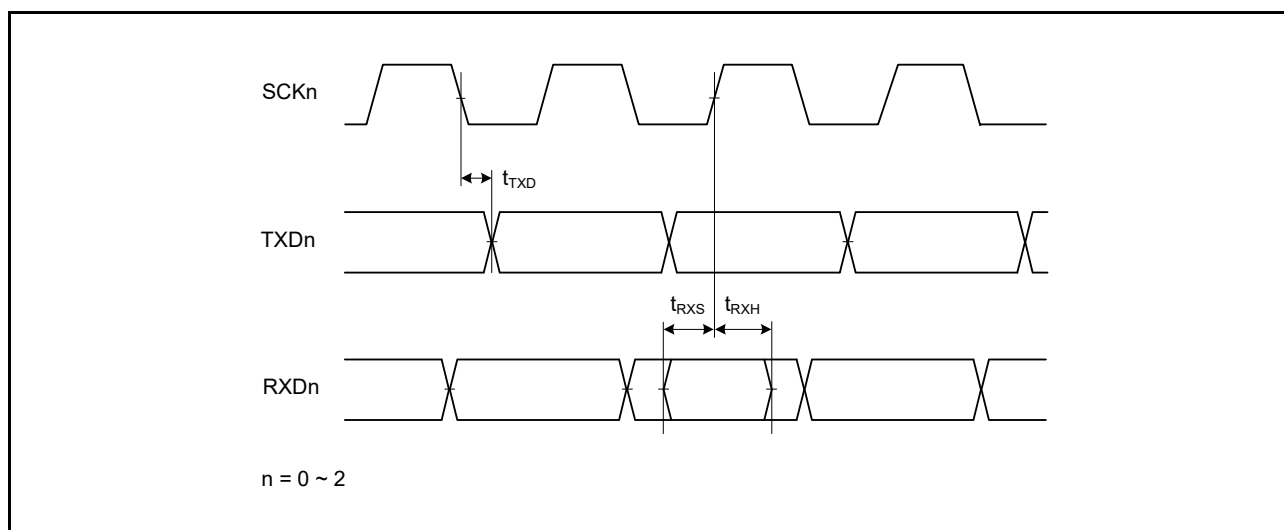 SCKn
tTXD
TXDn
tRXS tRXH
RXDn
n = 0 ~ 2